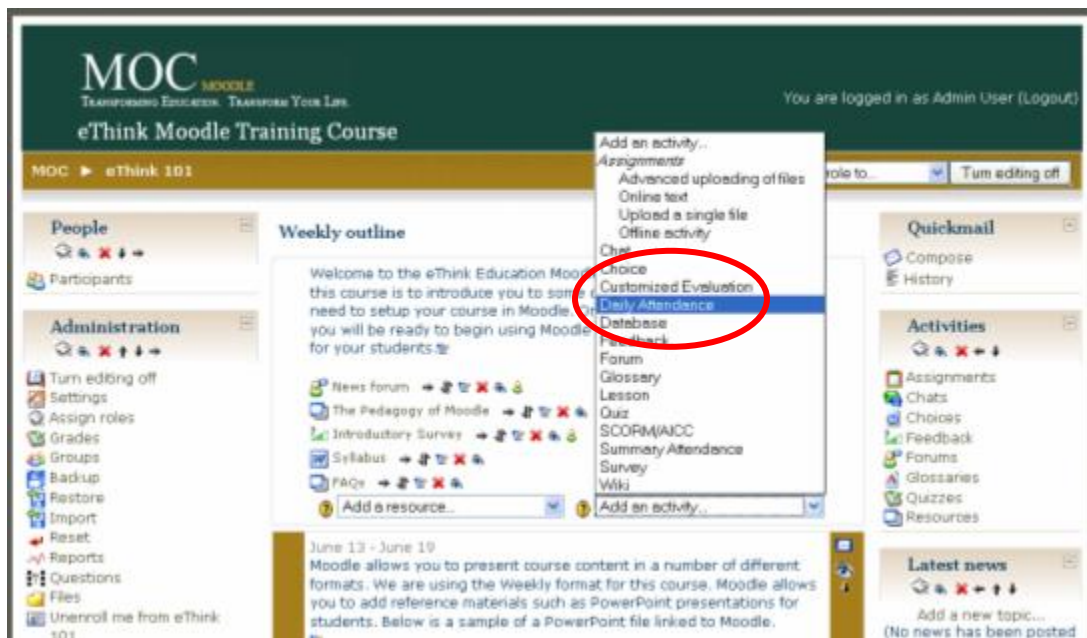 MOC MOODLE
TRANSFORMING EDUCATION. TRANSFORM YOUR LIFE.
You are logged in as Admin User (Logout)
eThink Moodle Training Course
MOC ► eThink 101
role to...
Turn editing off
People
Participants
Administration
Turn editing off
Settings
Assign roles
Grades
Groups
Backup
Restore
Import
Reset
Reports
Questions
Files
Unenroll me from eThink
101
Weekly outline
Welcome to the eThink Education Mood
this course is to introduce you to some
need to setup your course in Moodle.
you will be ready to begin using Moodle
for your students.
News forum
The Pedagogy of Moodle
Introductory Survey
Syllabus
FAQs
Add a resource...
Add an activity...
Add an activity...
Assignments
Advanced uploading of files
Online text
Upload a single file
Offline activity
Chat
Choice
Customized Evaluation
Daily Attendance
Database
Feedback
Forum
Glossary
Lesson
Quiz
SCORM/AICC
Summary Attendance
Survey
Wiki
June 13 - June 19
Moodle allows you to present course content in a number of different
formats. We are using the Weekly format for this course. Moodle allows
you to add reference materials such as PowerPoint presentations for
students. Below is a sample of a PowerPoint file linked to Moodle.
Quickmail
Compose
History
Activities
Assignments
Chats
Choices
Feedback
Forums
Glossaries
Quizzes
Resources
Latest news
Add a new topic...
(No news has been posted